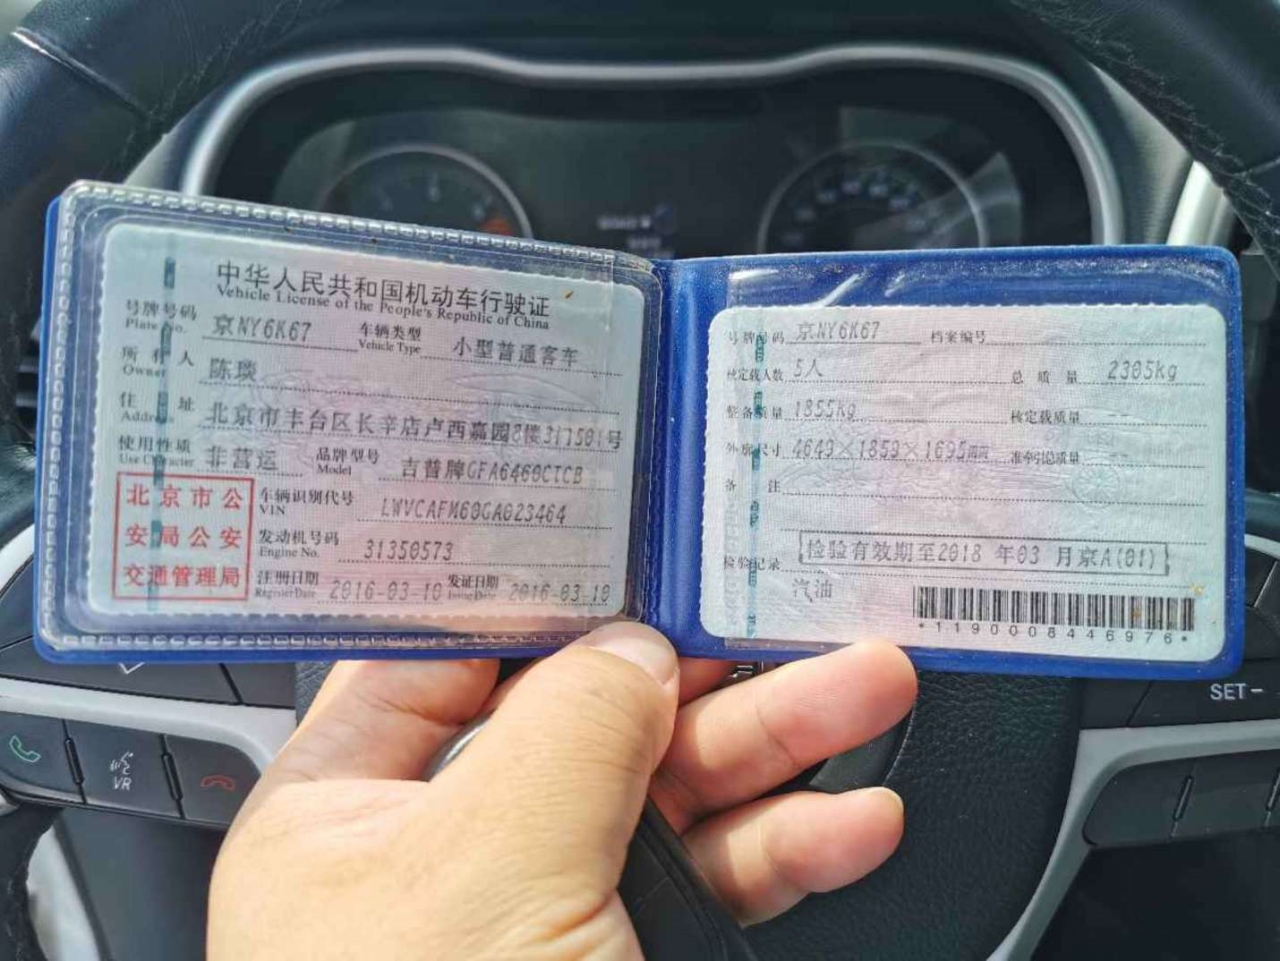 中华人民共和国机动车行驶证
Vehicle License of the People's Republic of China
号牌号码 京NY6K67 车辆类型 小型普通客车
Plate No. Vehicle Type
所有人 陈琰
Owner
住址 北京市丰台区长辛店卢西嘉园8楼311501号
Address
使用性质 非营运 品牌型号 吉普牌GFA6460CTCB
Use Character Model
北京市公
安局公安
交通管理局
车辆识别代号 LWVCAFM60GA023464
VIN
发动机号码 31350573
Engine No.
注册日期 2016-03-10 发证日期 2016-03-10
Register Date Issue Date
号牌号码 京NY6K67 档案编号
核定载人数 5人 总质量 2305kg
整备质量 1855kg 核定载质量 --
外廓尺寸 4649×1859×1695mm 准牵引总质量 --
备注
检验记录 检验有效期至2018 年03 月京A(01)
汽油
*1190008446976*
VR
SET-